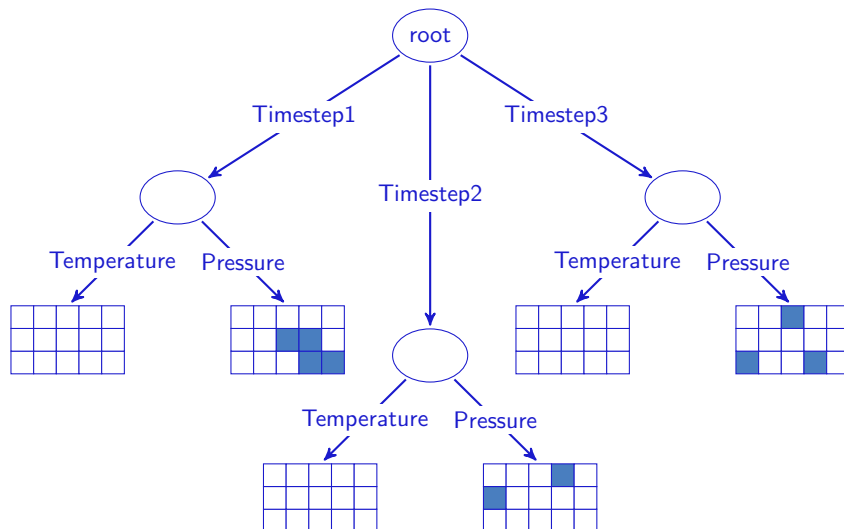 root
Timestep1
Timestep3
Timestep2
Temperature
Pressure
Temperature
Pressure
Temperature
Pressure